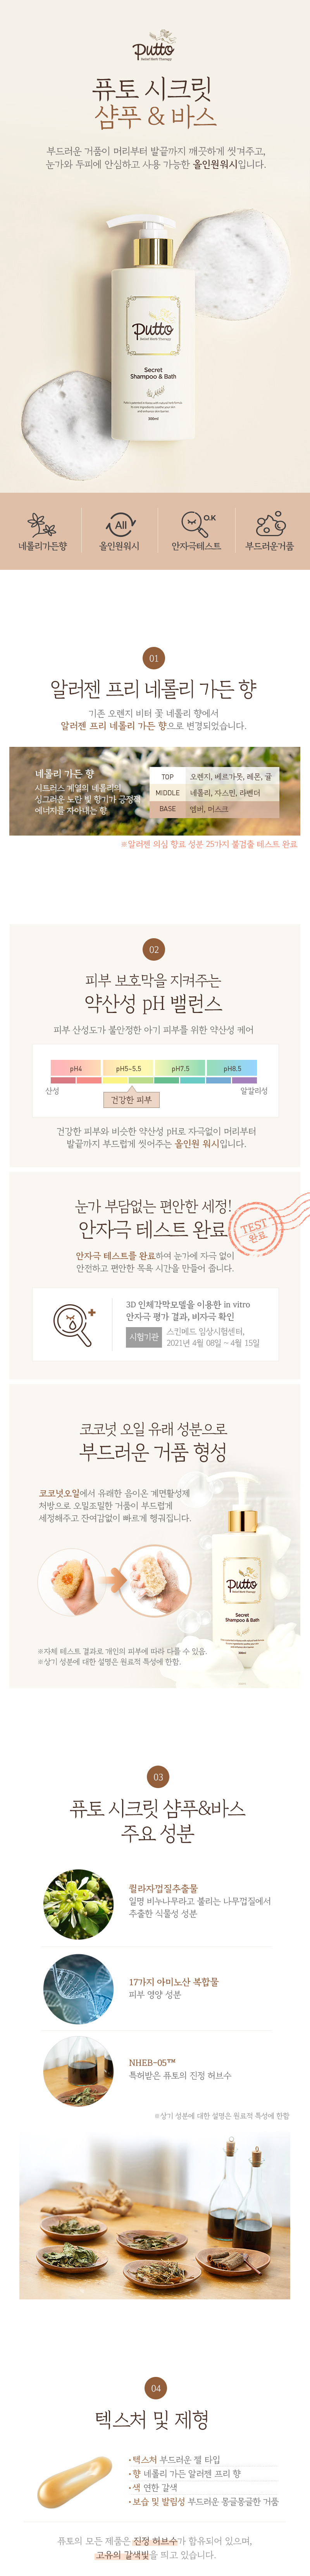 Putto
퓨토 시크릿
샴푸 & 바스
부드러운 거품이 머리부터 발끝까지 깨끗하게 씻겨주고,
눈가와 두피에 안심하고 사용 가능한 올인원워시입니다.
Putto
Secret
Shampoo & Bath
네롤리가든향
All
올인원워시
O.K
안자극테스트
부드러운거품
01
알러젠 프리 네롤리 가든 향
기존 오렌지 비터 꽃 네롤리 향에서
알러젠 프리 네롤리 가든 향으로 변경되었습니다.
네롤리 가든 향
시트러스 계열의 네롤리의
싱그러운 노란 빛 향기가 긍정적
에너지를 자아내는 향
TOP 오렌지, 베르가못, 레몬, 귤
MIDDLE 네롤리, 자스민, 라벤더
BASE 엠버, 머스크
※알러젠 의심 향료 성분 25가지 불검출 테스트 완료
02
피부 보호막을 지켜주는
약산성 pH 밸런스
피부 산성도가 불안정한 아기 피부를 위한 약산성 케어
pH4 pH5~5.5 pH7.5 pH8.5
산성 알칼리성
건강한 피부
건강한 피부와 비슷한 약산성 pH로 자극없이 머리부터
발끝까지 부드럽게 씻어주는 올인원 워시입니다.
눈가 부담없는 편안한 세정!
안자극 테스트 완료
TEST
완료
안자극 테스트를 완료하여 눈가에 자극 없이
안전하고 편안한 목욕 시간을 만들어 줍니다.
3D 인체각막모델을 이용한 in vitro
안자극 평가 결과, 비자극 확인
시험기관 스킨메드 임상시험센터,
2021년 4월 08일 ~ 4월 15일
코코넛 오일 유래 성분으로
부드러운 거품 형성
코코넛오일에서 유래한 음이온 계면활성제
처방으로 오밀조밀한 거품이 부드럽게
세정해주고 잔여감없이 빠르게 헹궈집니다.
Putto
Secret
Shampoo & Bath
※자체 테스트 결과로 개인의 피부에 따라 다를 수 있음.
※상기 성분에 대한 설명은 원료적 특성에 한함.
03
퓨토 시크릿 샴푸&바스
주요 성분
퀼라자껍질추출물
일명 비누나무라고 불리는 나무껍질에서
추출한 식물성 성분
17가지 아미노산 복합물
피부 영양 성분
NHEB-05™
특허받은 퓨토의 진정 허브수
※상기 성분에 대한 설명은 원료적 특성에 한함
04
텍스처 및 제형
• 텍스처 부드러운 젤 타입
• 향 네롤리 가든 알러젠 프리 향
• 색 연한 갈색
• 보습 및 발림성 부드러운 몽글몽글한 거품
퓨토의 모든 제품은 진정 허브수가 함유되어 있으며,
고유의 갈색빛을 띄고 있습니다.